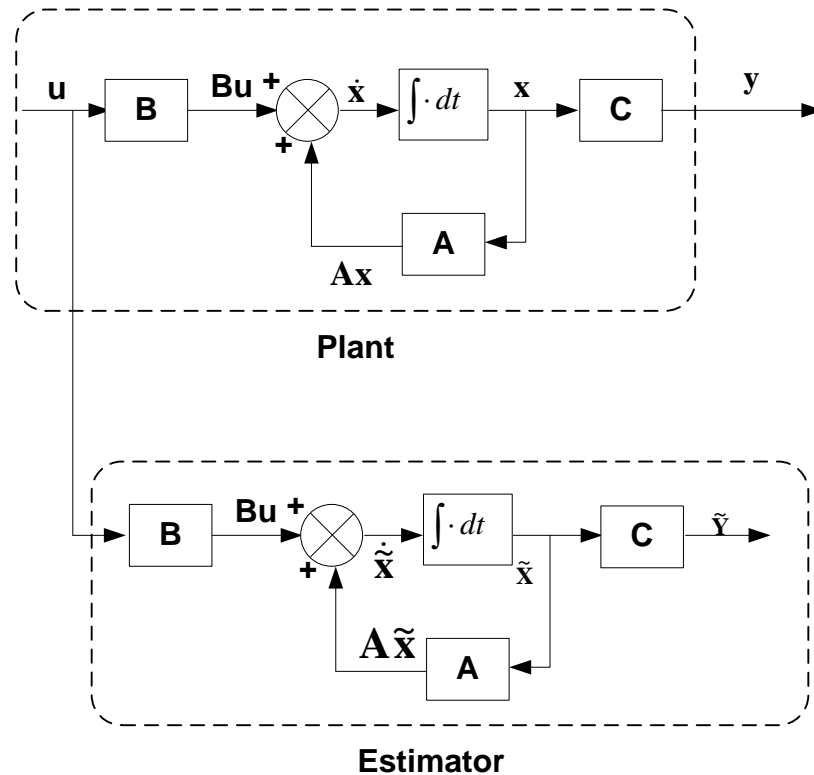 u
B
Bu
+
+
ẋ
∫· dt
x
C
y
A
Ax
Plant
B
Bu
+
+
x̃̇
∫· dt
x̃
C
Ỹ
A
Ax̃
Estimator